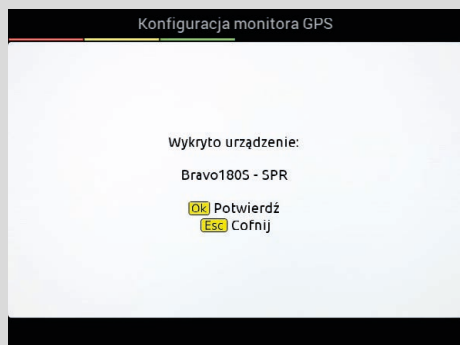 Konfiguracja monitora GPS
Wykryto urządzenie:
Bravo180S - SPR
Ok Potwierdź
Esc Cofnij